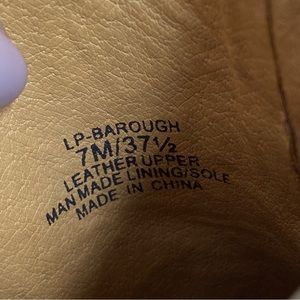 LP-BAROUGH
7M/37½
LEATHER UPPER
MAN MADE LINING/SOLE
MADE IN CHINA